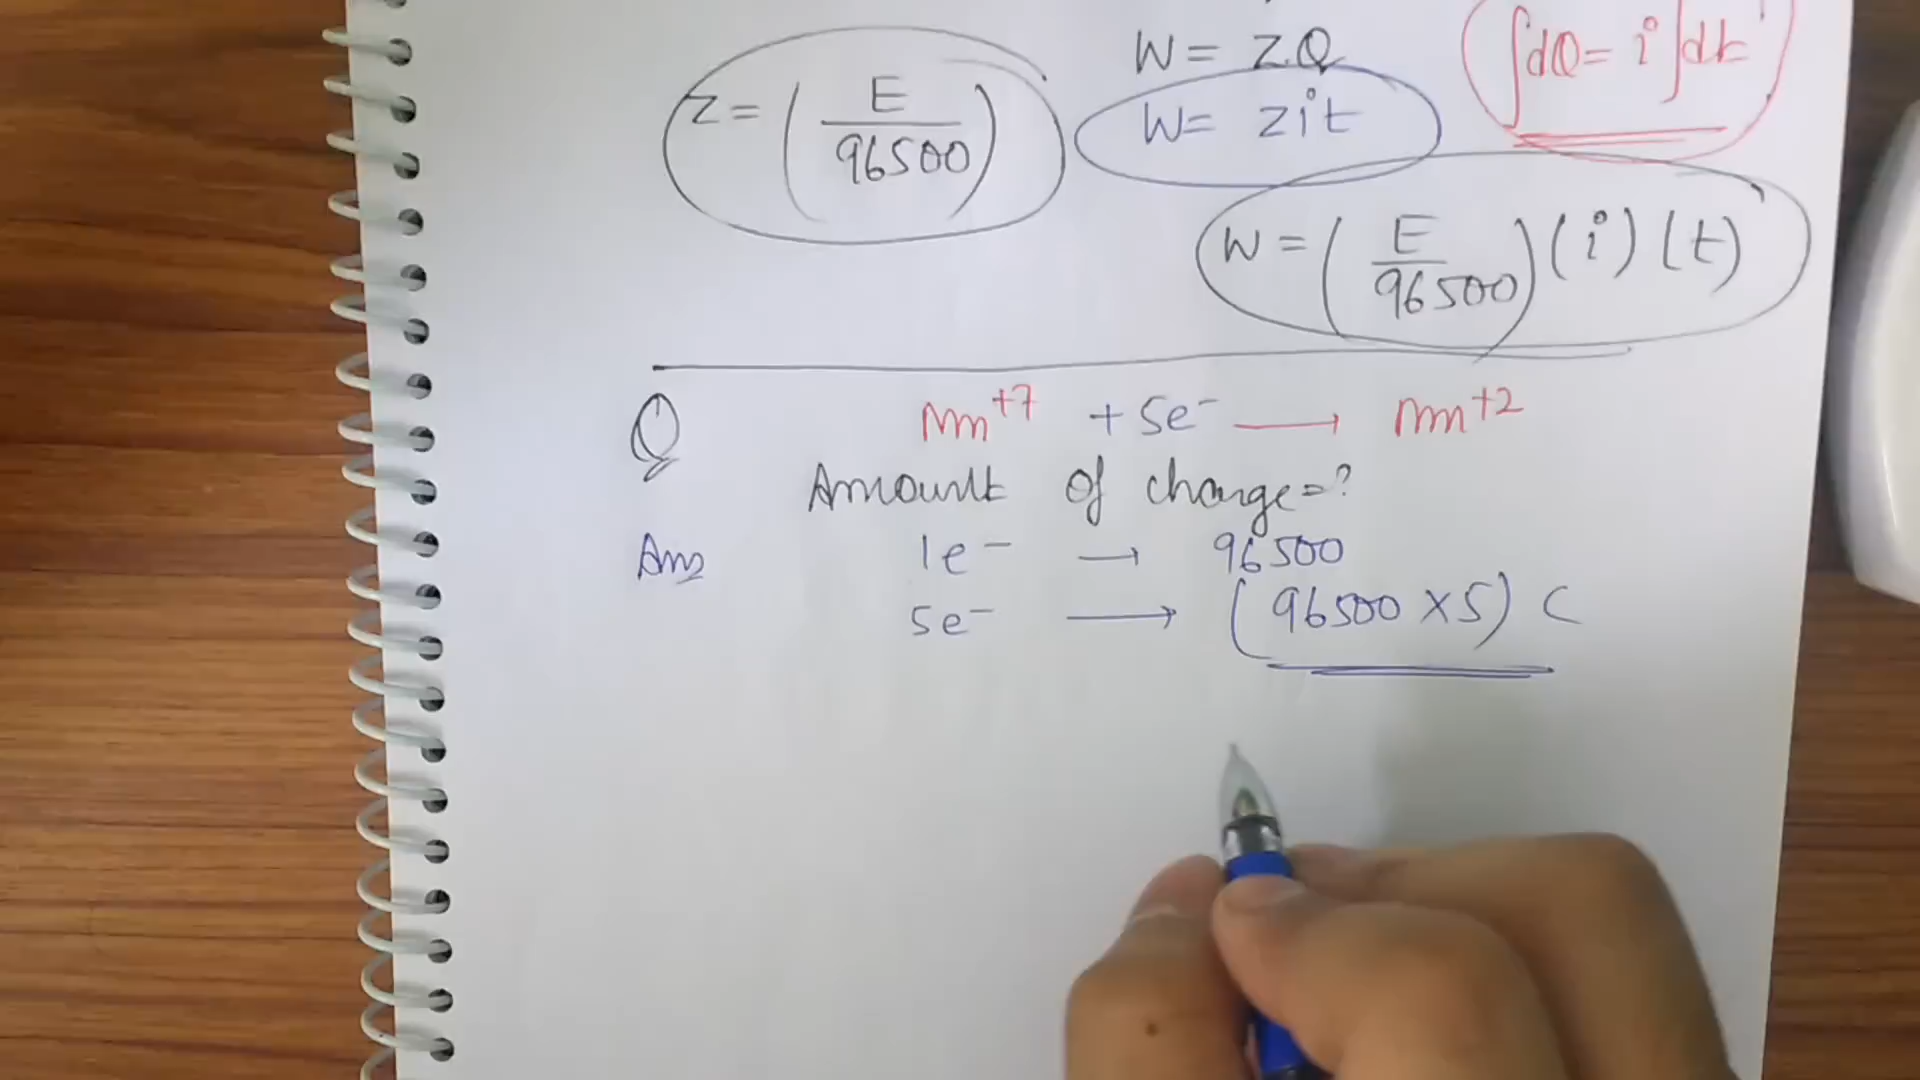 W = ZQ
∫dQ = i∫dt
Z = (E/96500)
W = Zit
W = (E/96500)(i)(t)
Q Mn+7 + 5e- → Mn+2
Amount of charge=?
Ans 1e- → 96500
5e- → (96500 x5) C